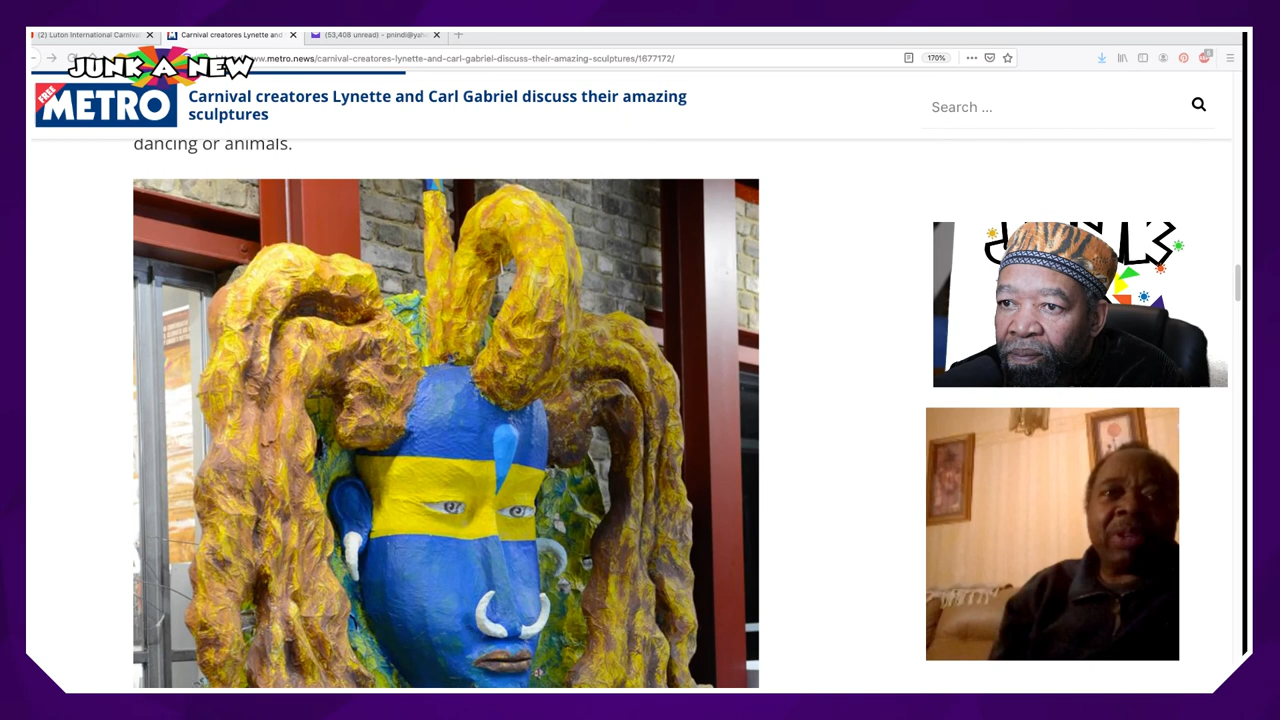 (2) Luton International Carnival
Carnival creatores Lynette and
(53,408 unread) - pnindi@yah
JUNK A NEW
www.metro.news/carnival-creatores-lynette-and-carl-gabriel-discuss-their-amazing-sculptures/1677172/
170%
FREE
METRO
Carnival creatores Lynette and Carl Gabriel discuss their amazing
sculptures
Search ...
dancing or animals.